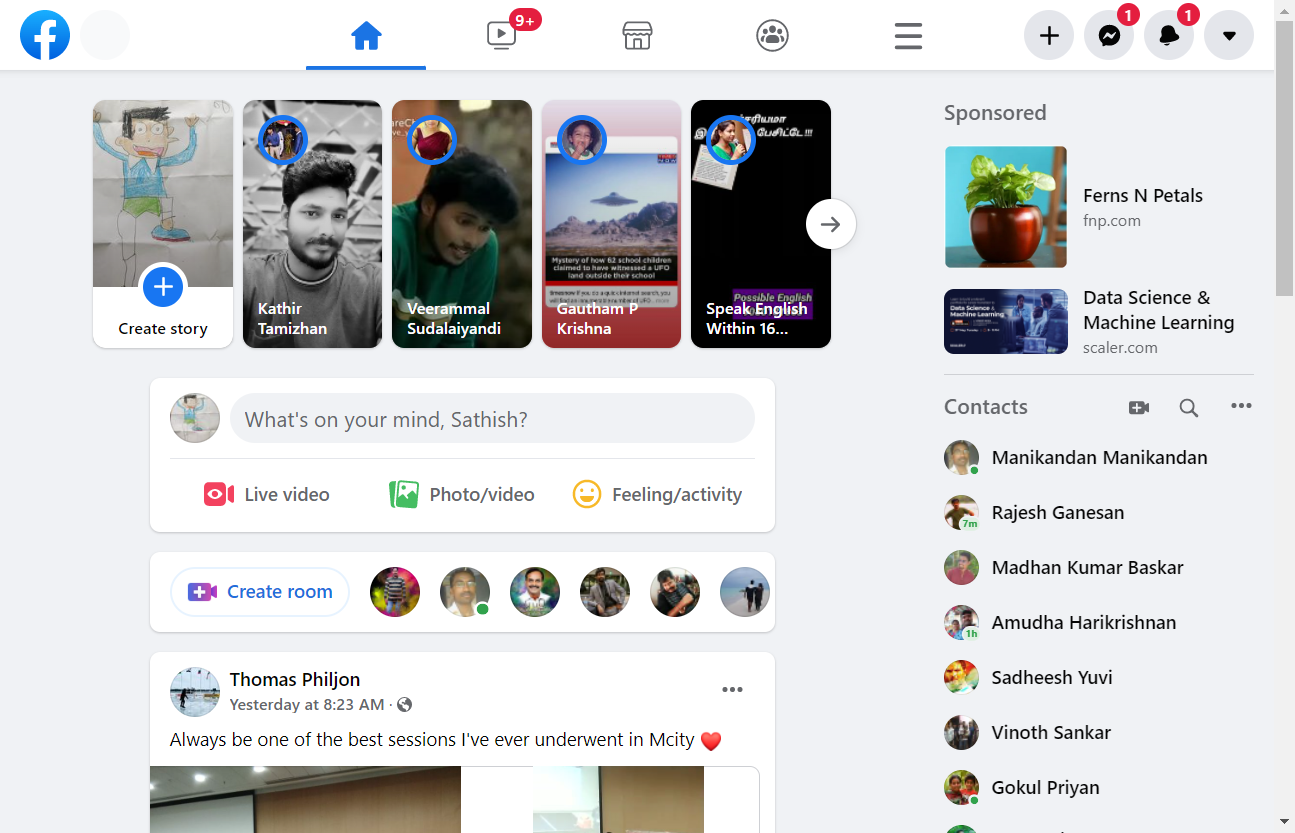 9+
1
1
Kathir
Tamizhan
Veerammal
Sudalaiyandi
Mystery of how 62 school children
claimed to have witnessed a UFO
land outside their school
Gautham P
Krishna
பேசிட்டே !!!
Possible English
Speak English
Within 16...
Create story
Sponsored
Ferns N Petals
fnp.com
Data Science &
Machine Learning
Data Science &
Machine Learning
scaler.com
What's on your mind, Sathish?
Live video
Photo/video
Feeling/activity
Contacts
Manikandan Manikandan
7m
Rajesh Ganesan
Madhan Kumar Baskar
1h
Amudha Harikrishnan
Sadheesh Yuvi
Vinoth Sankar
Gokul Priyan
Create room
Thomas Philjon
Yesterday at 8:23 AM ·
Always be one of the best sessions I've ever underwent in Mcity ❤